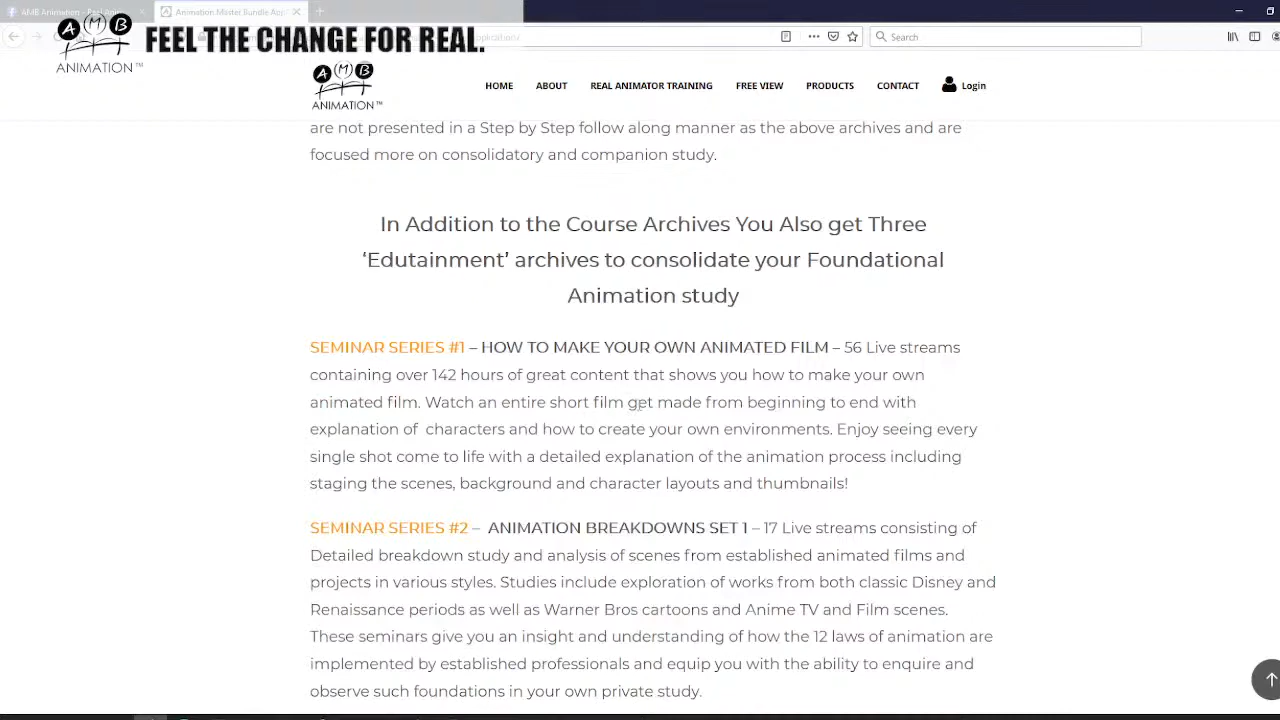 AMB Animation - Real Anim
Animation Master Bundle App
AMB
ANIMATION™
FEEL THE CHANGE FOR REAL.
Search
AMB
ANIMATION™
HOME ABOUT REAL ANIMATOR TRAINING FREE VIEW PRODUCTS CONTACT Login
are not presented in a Step by Step follow along manner as the above archives and are
focused more on consolidatory and companion study.
In Addition to the Course Archives You Also get Three
‘Edutainment’ archives to consolidate your Foundational
Animation study
SEMINAR SERIES #1 – HOW TO MAKE YOUR OWN ANIMATED FILM – 56 Live streams
containing over 142 hours of great content that shows you how to make your own
animated film. Watch an entire short film get made from beginning to end with
explanation of characters and how to create your own environments. Enjoy seeing every
single shot come to life with a detailed explanation of the animation process including
staging the scenes, background and character layouts and thumbnails!
SEMINAR SERIES #2 – ANIMATION BREAKDOWNS SET 1 – 17 Live streams consisting of
Detailed breakdown study and analysis of scenes from established animated films and
projects in various styles. Studies include exploration of works from both classic Disney and
Renaissance periods as well as Warner Bros cartoons and Anime TV and Film scenes.
These seminars give you an insight and understanding of how the 12 laws of animation are
implemented by established professionals and equip you with the ability to enquire and
observe such foundations in your own private study.